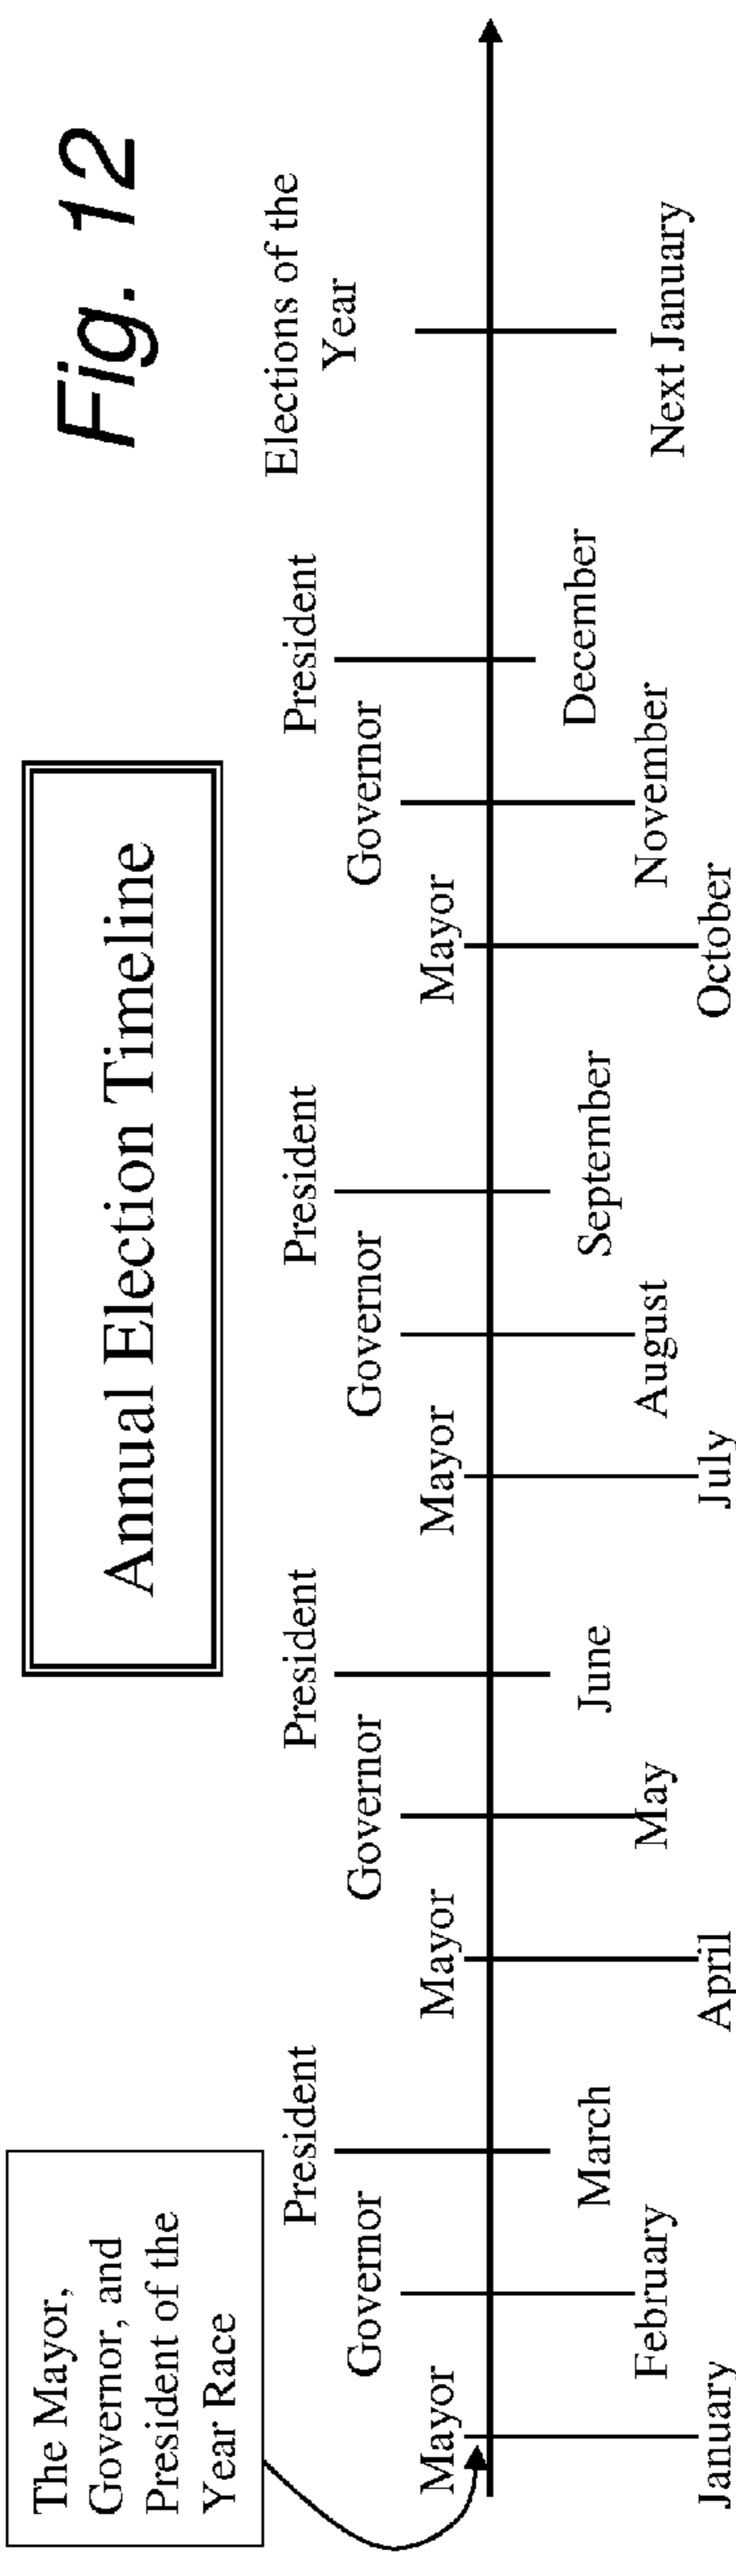 Fig. 12
Annual Election Timeline
The Mayor,
Governor, and
President of the
Year Race
Elections of the
Year
President
President
President
President
Governor
Governor
Governor
Governor
Mayor
Mayor
Mayor
Mayor
March
June
September
December
February
May
August
November
Next January
January
April
July
October